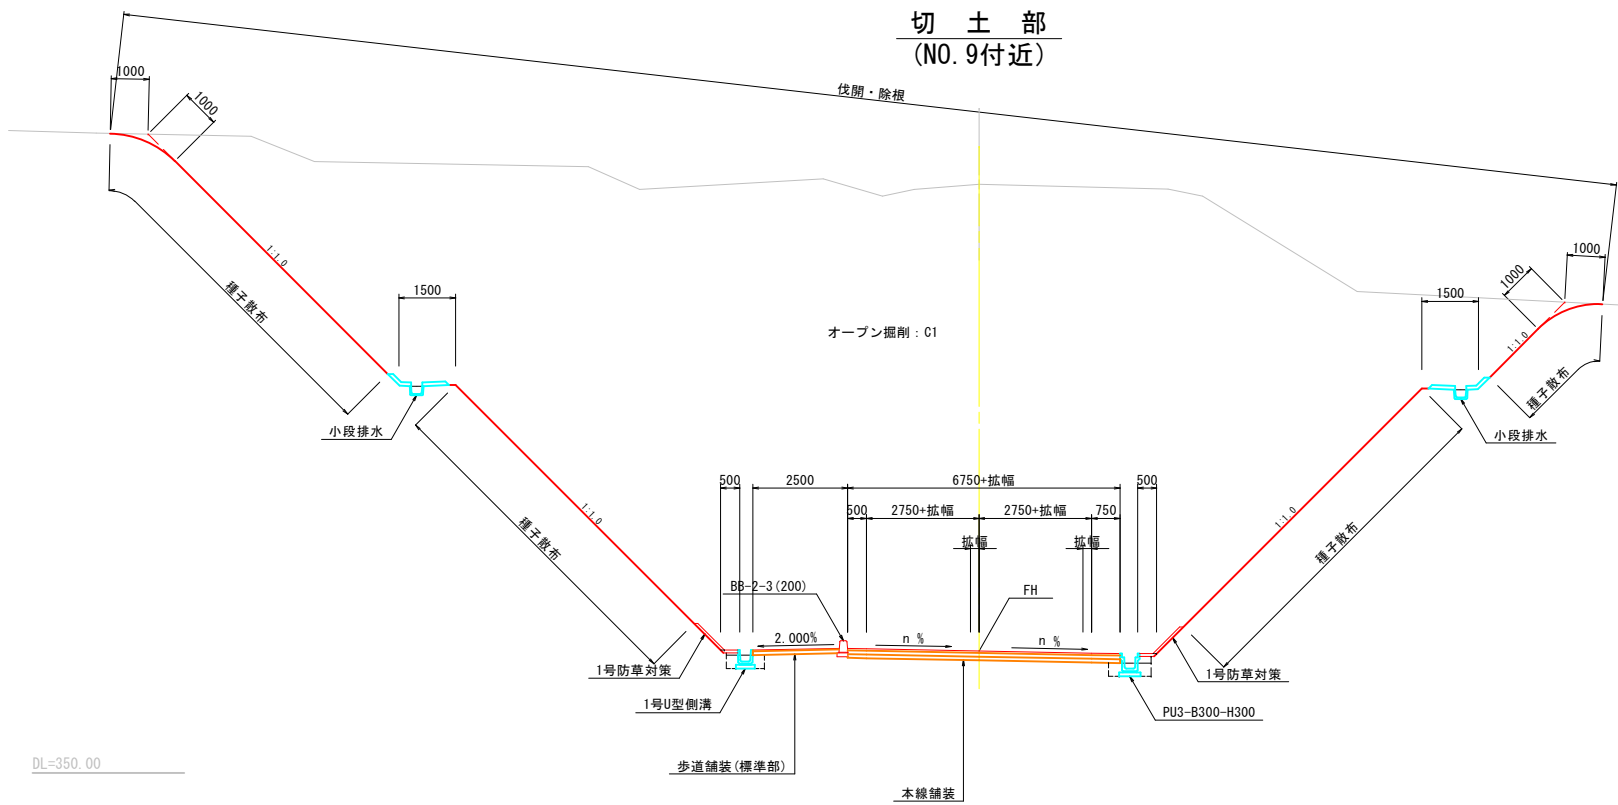 切 土 部
(NO.9付近)
伐開・除根
1000
1000
1:1.0
種子散布
1500
小段排水
オープン掘削：C1
1000
1000
1:1.0
種子散布
1500
小段排水
1:1.0
種子散布
1:1.0
種子散布
500
2500
6750+拡幅
500
500
2750+拡幅
2750+拡幅
750
拡幅
拡幅
BB-2-3(200)
FH
2.000%
n %
n %
1号防草対策
1号防草対策
1号U型側溝
PU3-B300-H300
歩道舗装(標準部)
本線舗装
DL=350.00